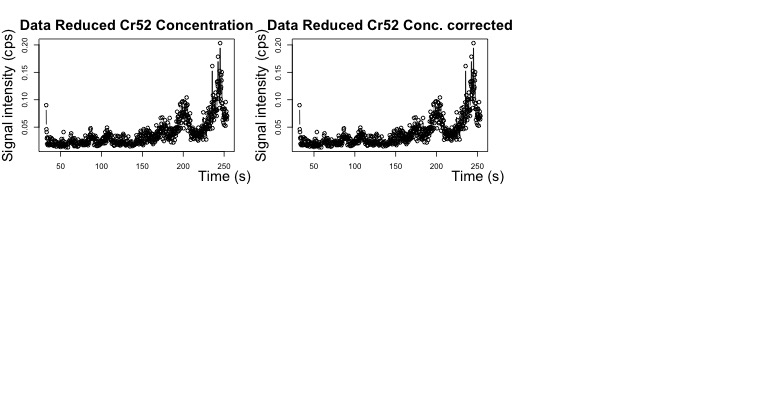 Data Reduced Cr52 Concentration
Signal intensity (cps)
0.05 0.10 0.15 0.20
50 100 150 200 250
Time (s)
Data Reduced Cr52 Conc. corrected
Signal intensity (cps)
0.05 0.10 0.15 0.20
50 100 150 200 250
Time (s)